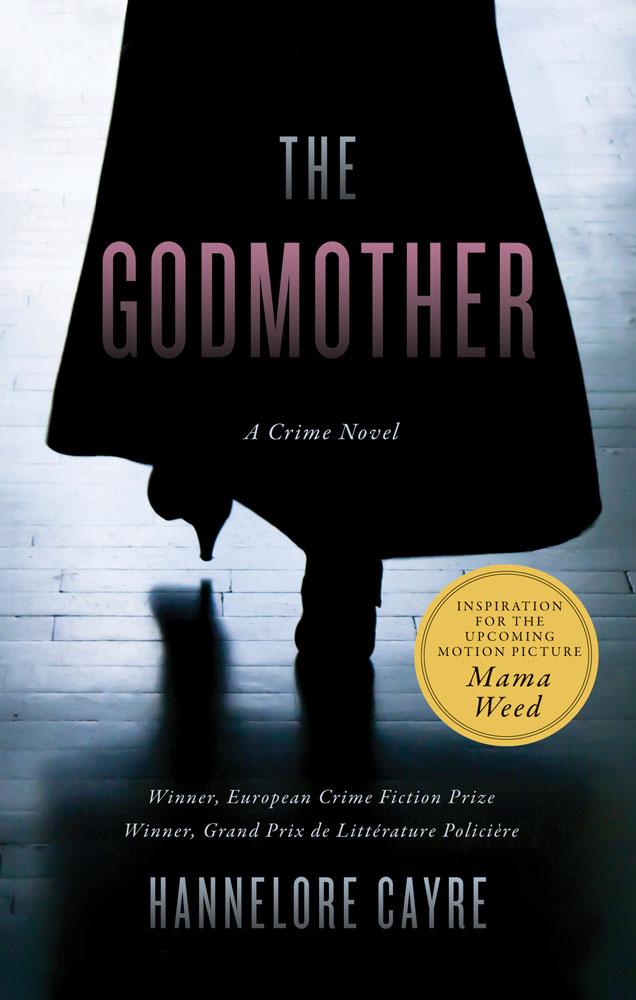 THE
GODMOTHER
A Crime Novel
INSPIRATION
FOR THE
UPCOMING
MOTION PICTURE
Mama
Weed
Winner, European Crime Fiction Prize
Winner, Grand Prix de Littérature Policière
HANNELORE CAYRE